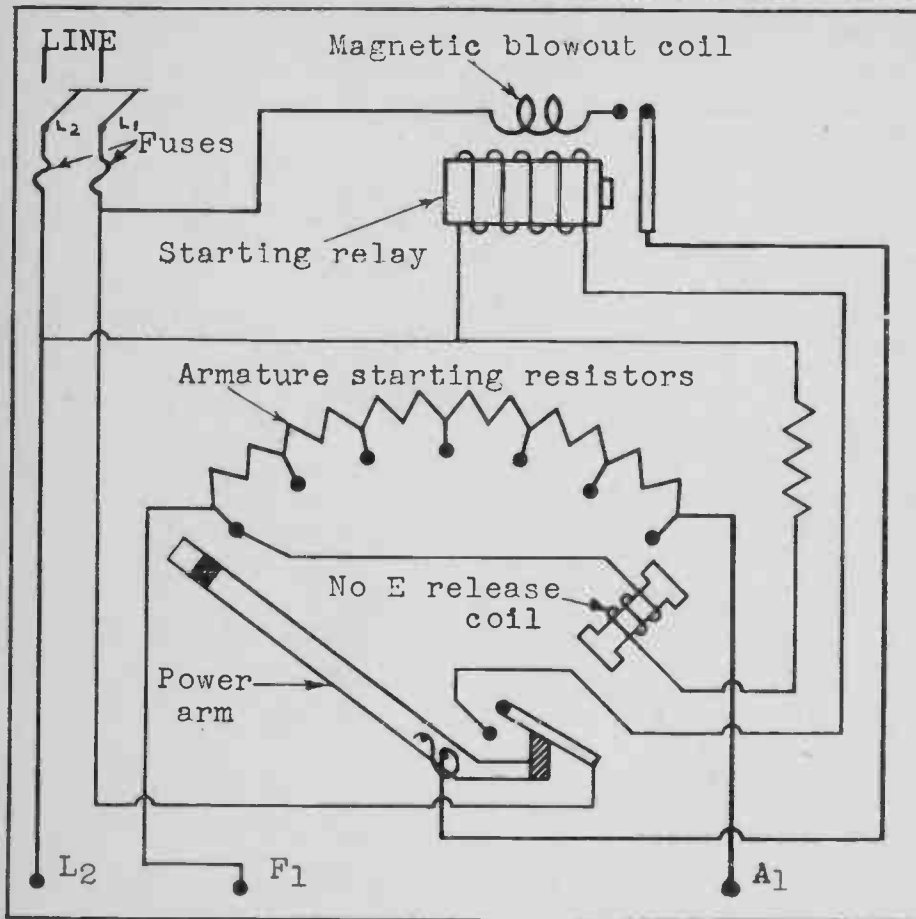 LINE
Magnetic blowout coil
L2
L1
Fuses
Starting relay
Armature starting resistors
No E release
coil
Power
arm
L2
F1
A1